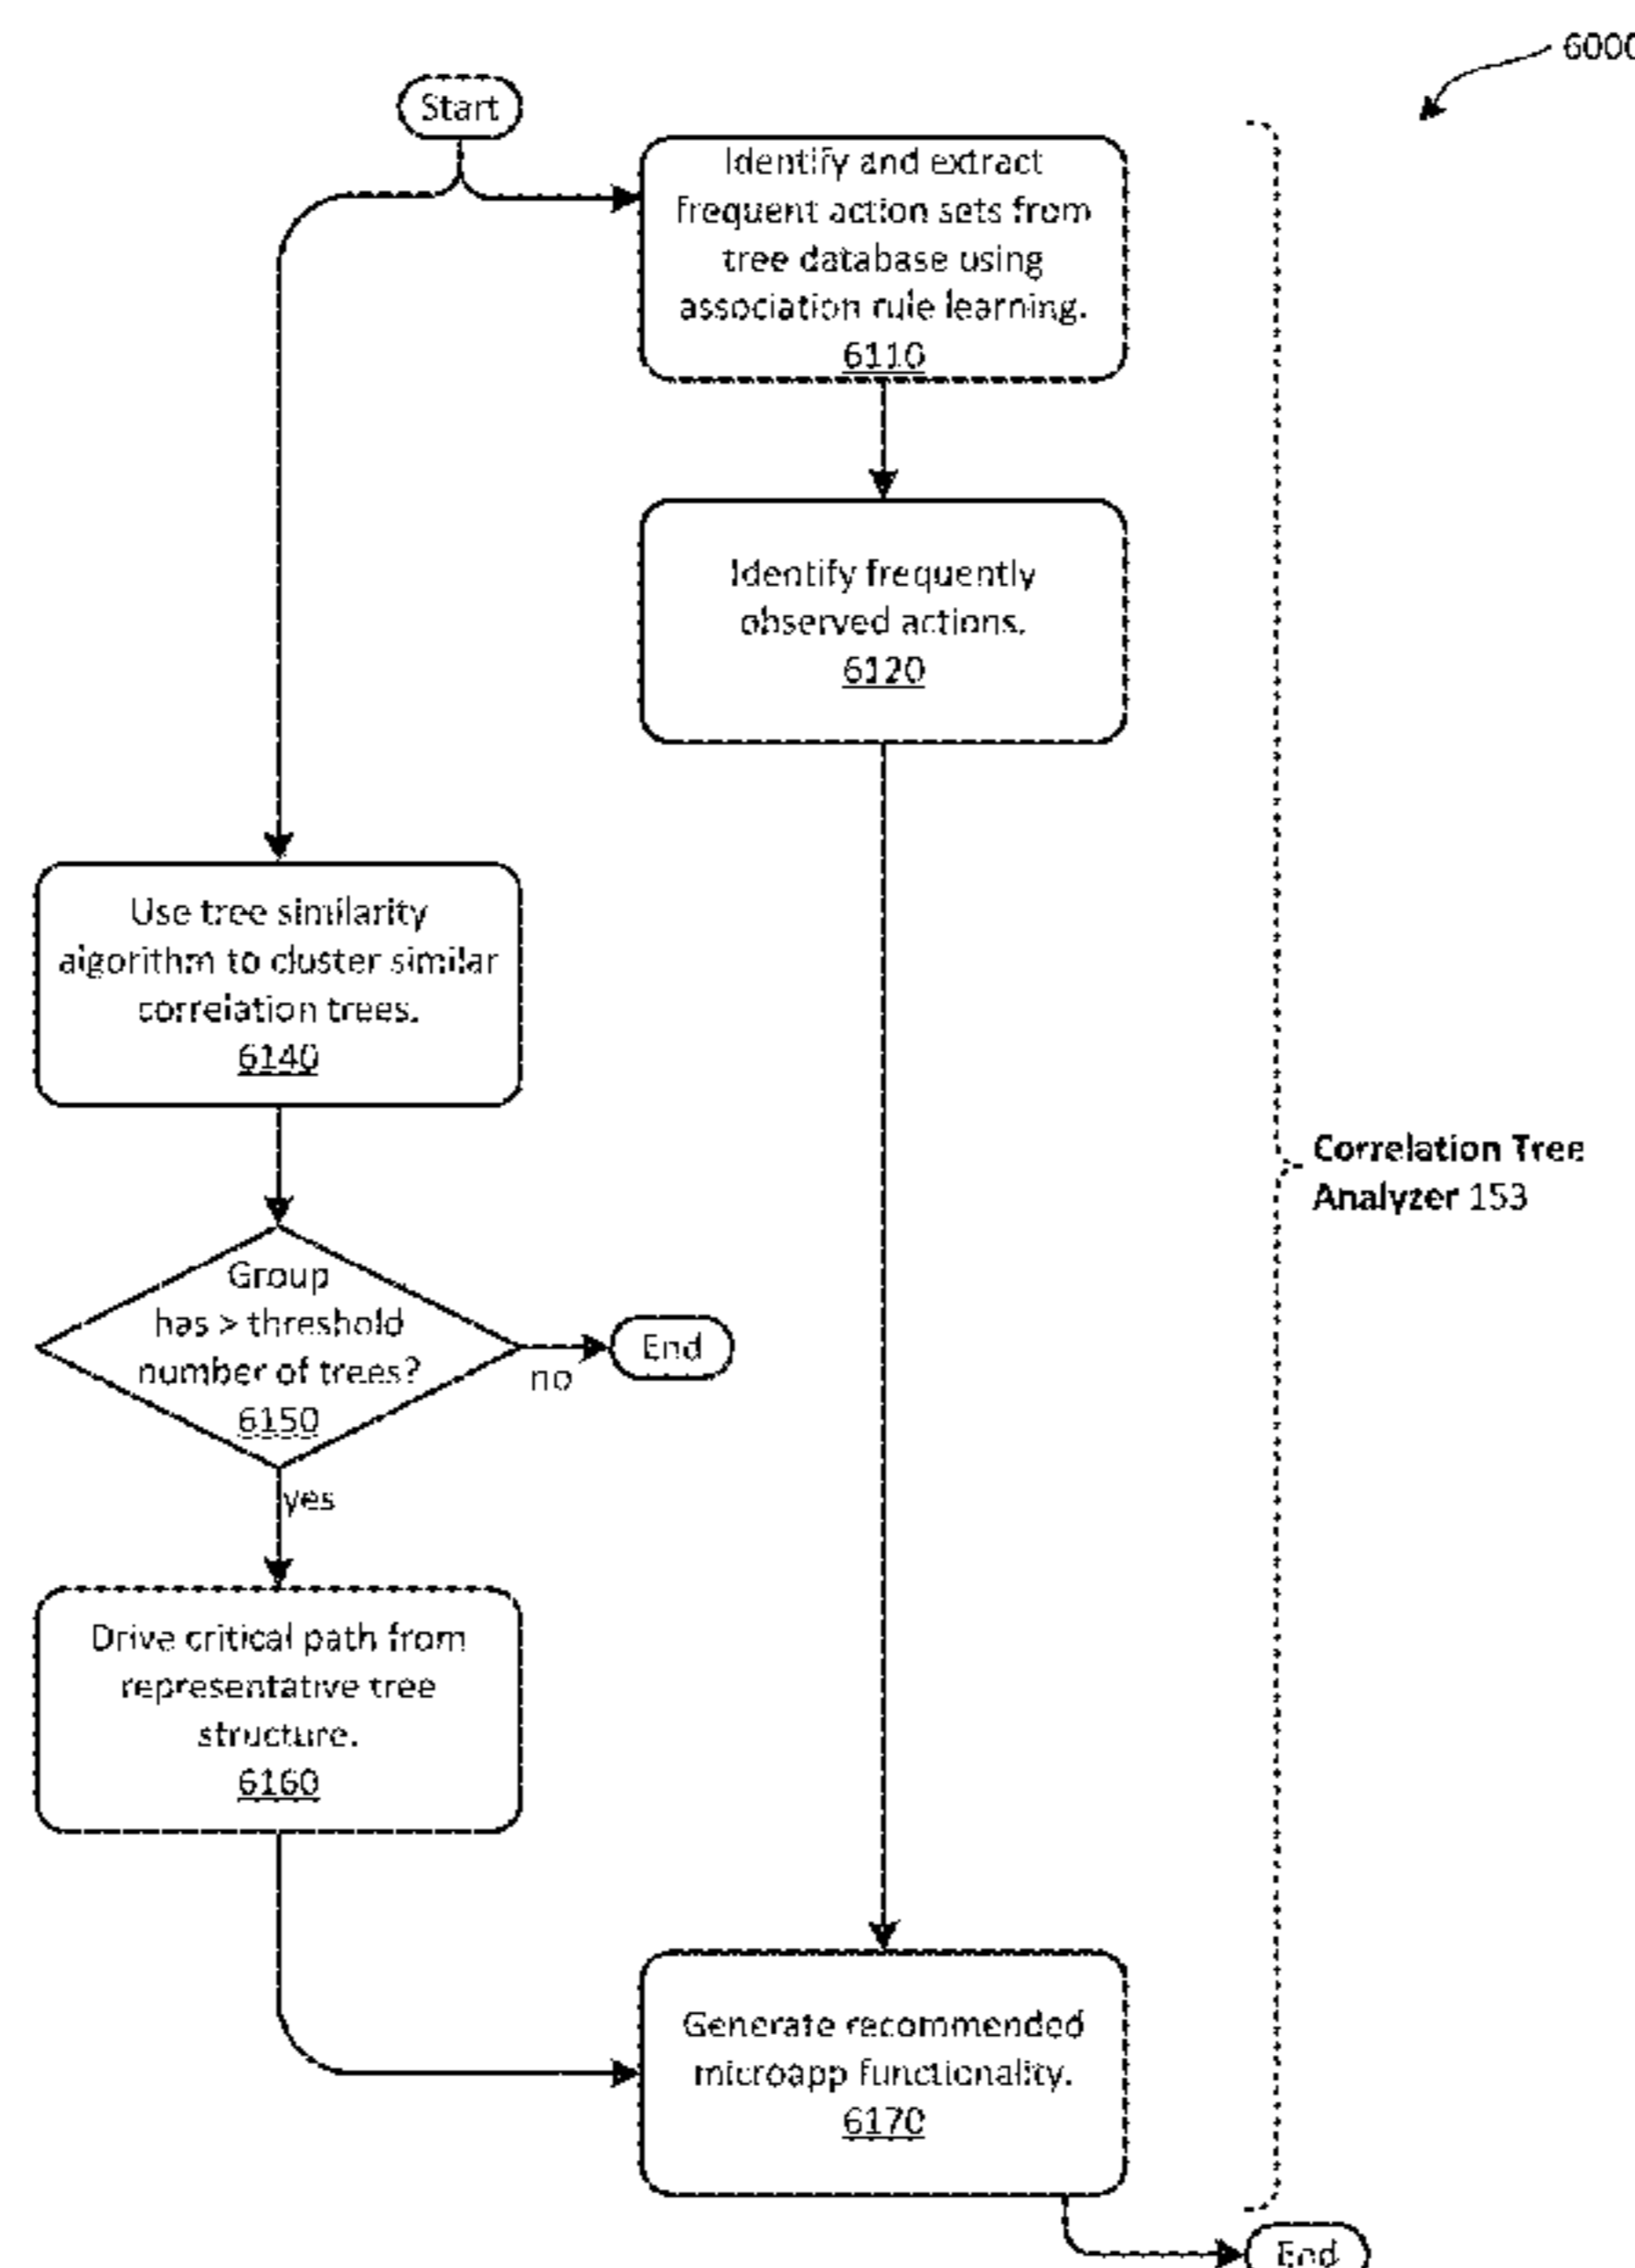 6000
Start
Identify and extract
frequent action sets from
tree database using
association rule learning.
6110
Identify frequently
observed actions.
6120
Use tree similarity
algorithm to cluster similar
correlation trees.
6140
Group
has > threshold
number of trees?
6150
no
End
yes
Drive critical path from
representative tree
structure.
6160
Generate recommended
microapp functionality.
6170
End
Correlation Tree
Analyzer 153